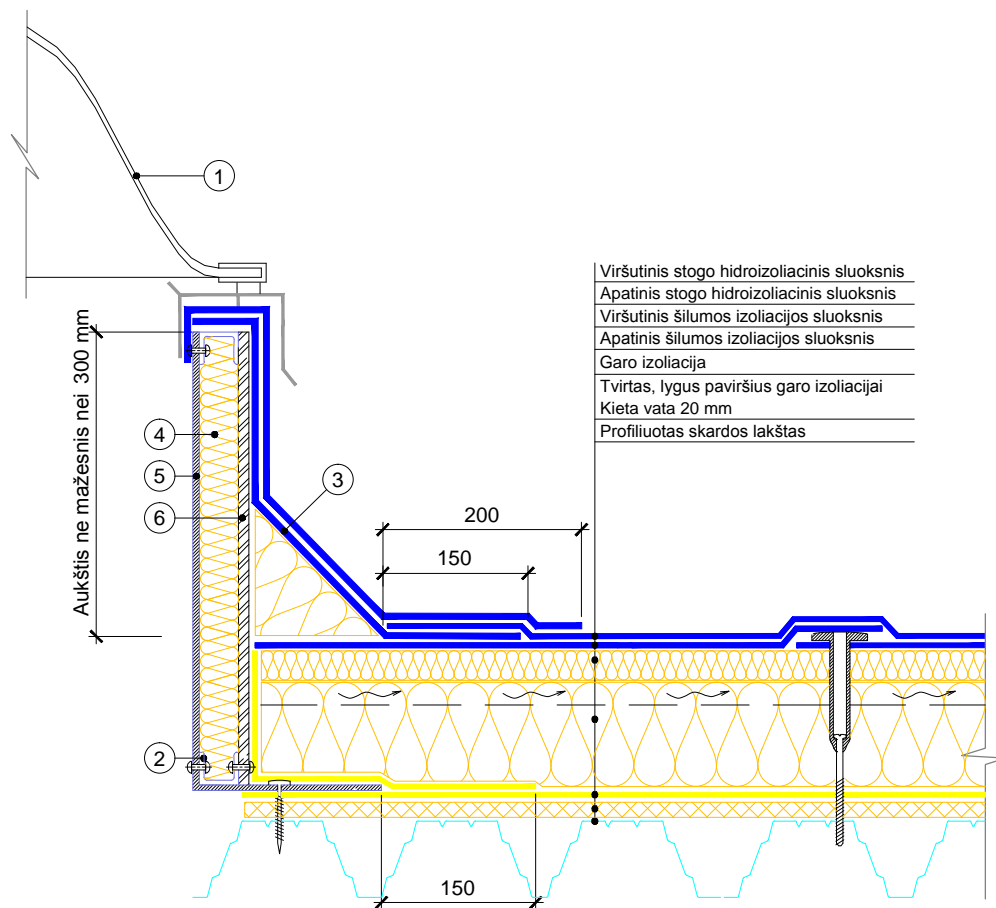 1
Viršutinis stogo hidroizoliacinis sluoksnis
Apatinis stogo hidroizoliacinis sluoksnis
Viršutinis šilumos izoliacijos sluoksnis
Apatinis šilumos izoliacijos sluoksnis
Garo izoliacija
Tvirtas, lygus paviršius garo izoliacijai
Kieta vata 20 mm
Profiliuotas skardos lakštas
Aukštis ne mažesnis nei 300 mm
4
5
3
6
200
150
2
150